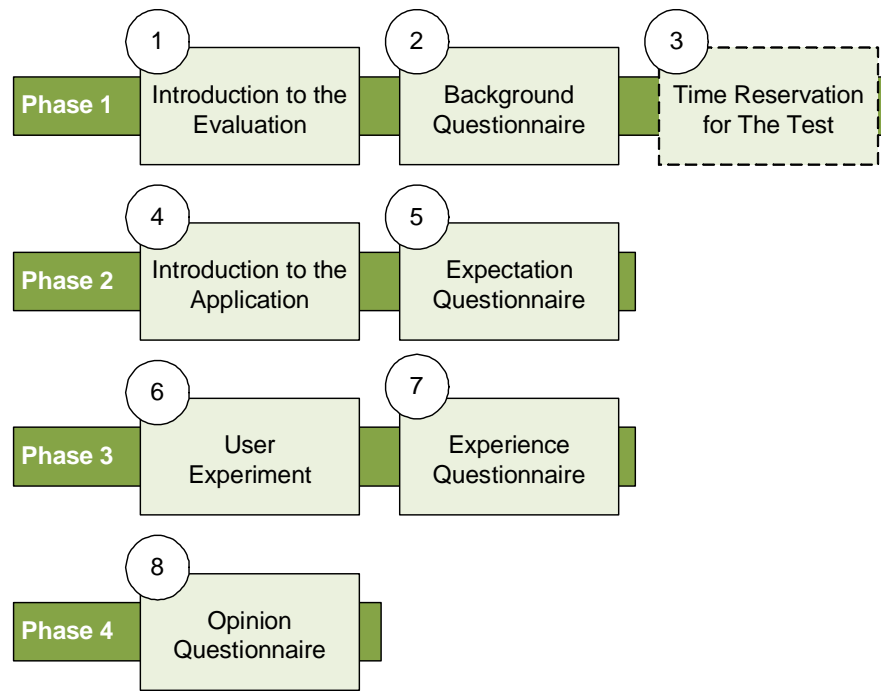 1
2
3
Phase 1
Introduction to the
Evaluation
Background
Questionnaire
Time Reservation
for The Test
4
5
Phase 2
Introduction to the
Application
Expectation
Questionnaire
6
7
Phase 3
User
Experiment
Experience
Questionnaire
8
Phase 4
Opinion
Questionnaire